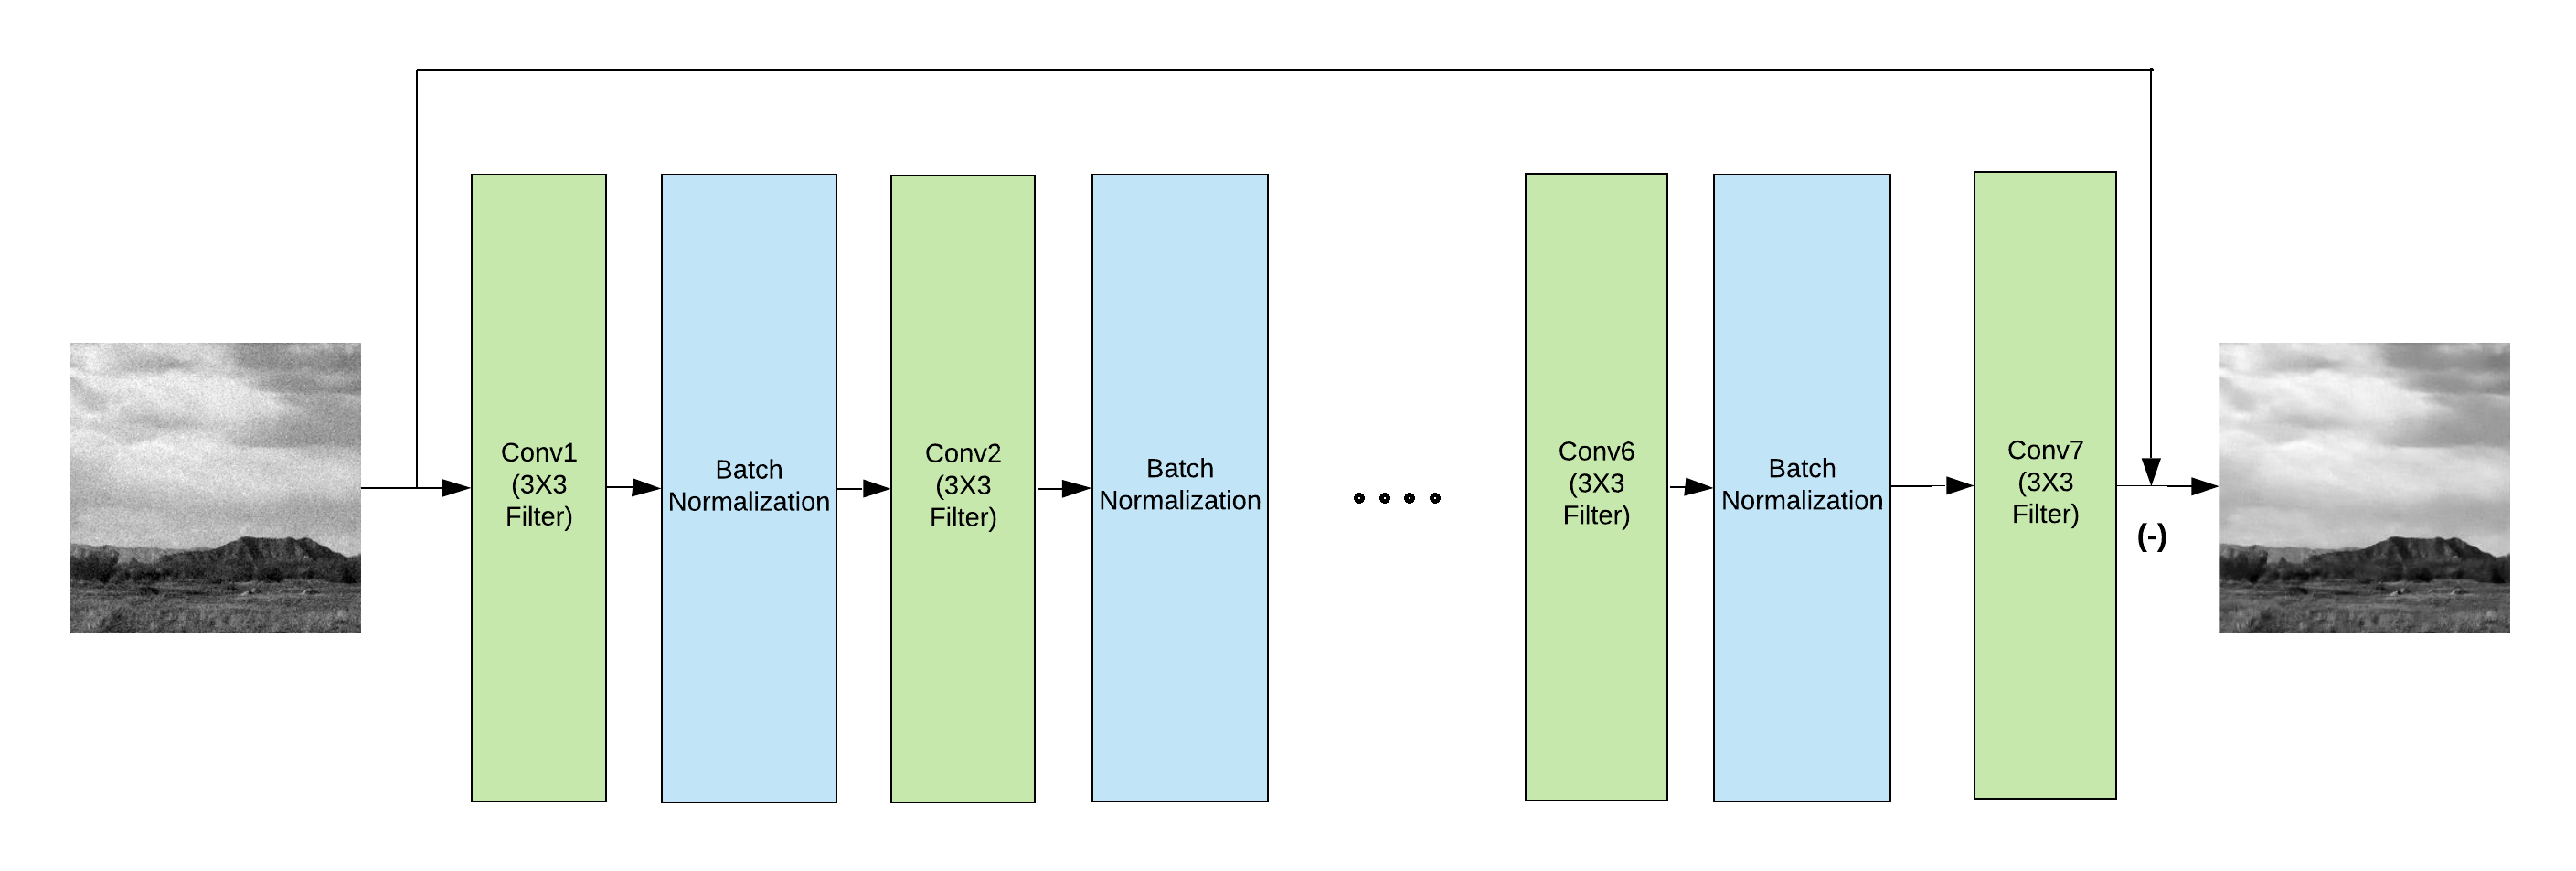 Conv1
(3X3
Filter)
Batch
Normalization
Conv2
(3X3
Filter)
Batch
Normalization
Conv6
(3X3
Filter)
Batch
Normalization
Conv7
(3X3
Filter)
(-)